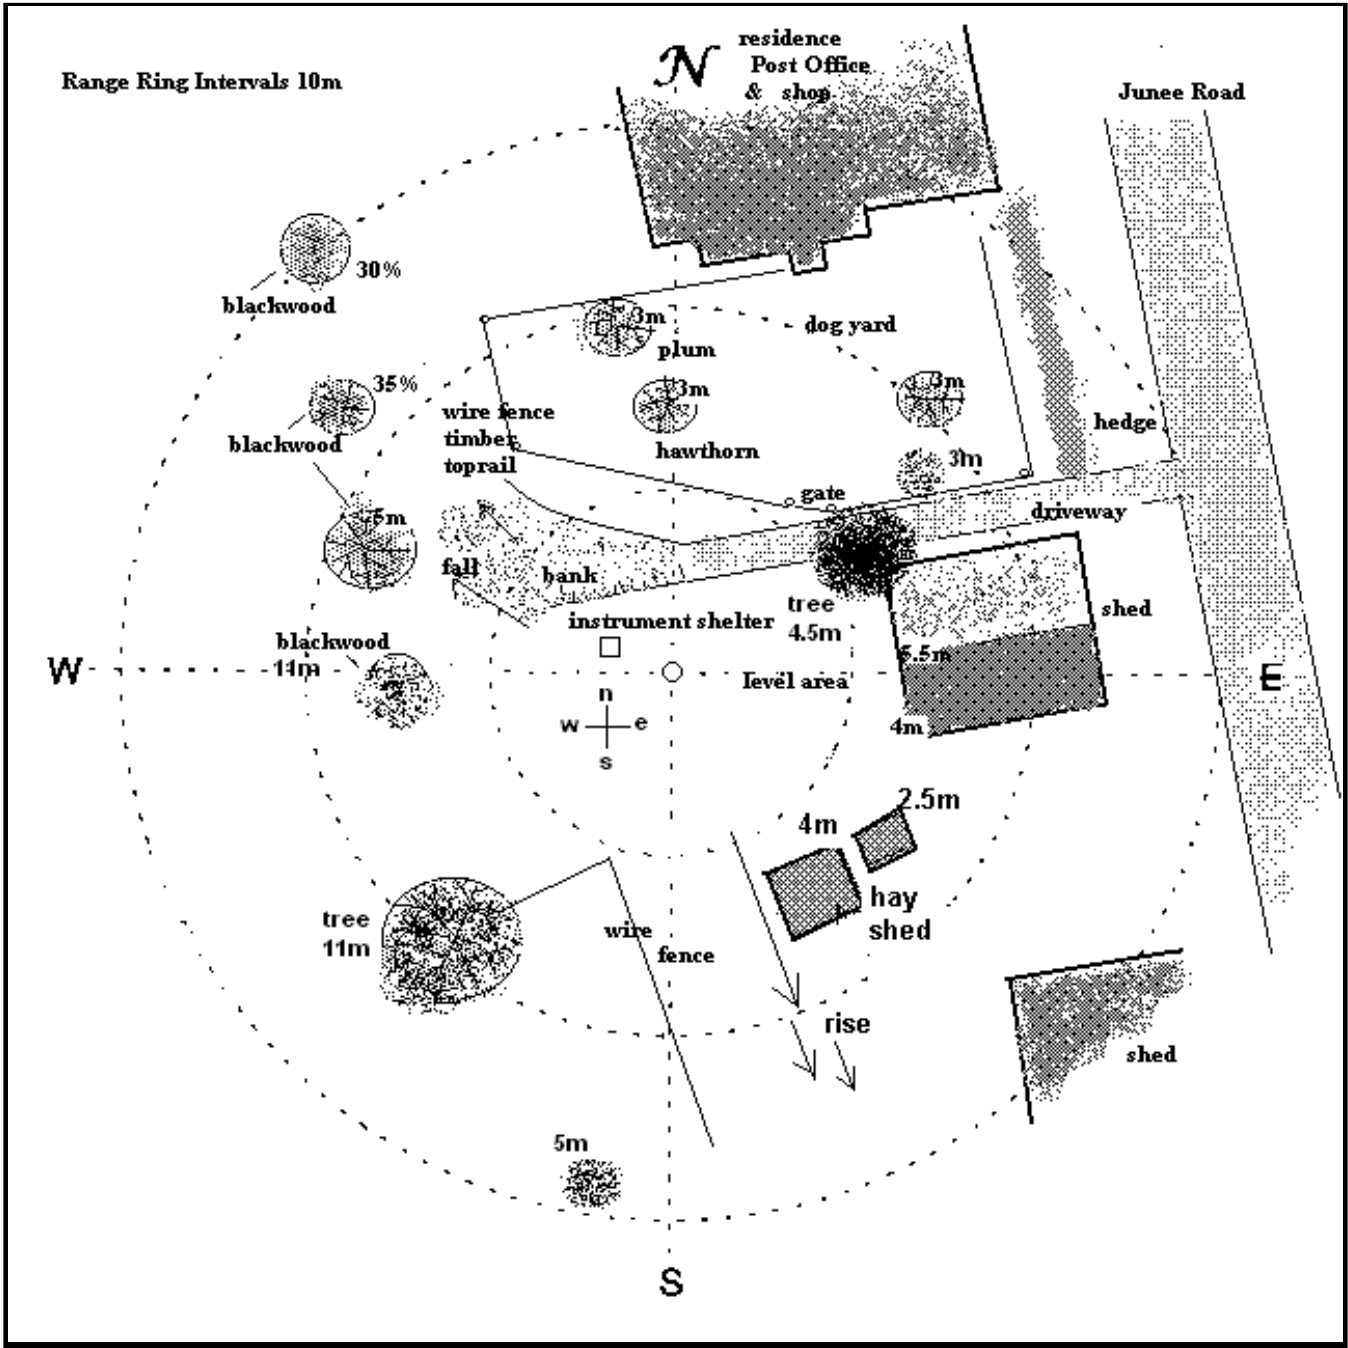 N
residence
Post Office
& shop
Range Ring Intervals 10m
Junee Road
30%
blackwood
3m
dog yard
plum
35%
3m
3m
wire fence
hedge
blackwood
timber
hawthorn
3m
toprail
gate
5m
driveway
fall
bank
tree
shed
instrument shelter
4.5m
blackwood
5.5m
11m
W
level area
E
n
w e
4m
s
2.5m
4m
hay
shed
tree
wire
11m
fence
rise
shed
5m
S